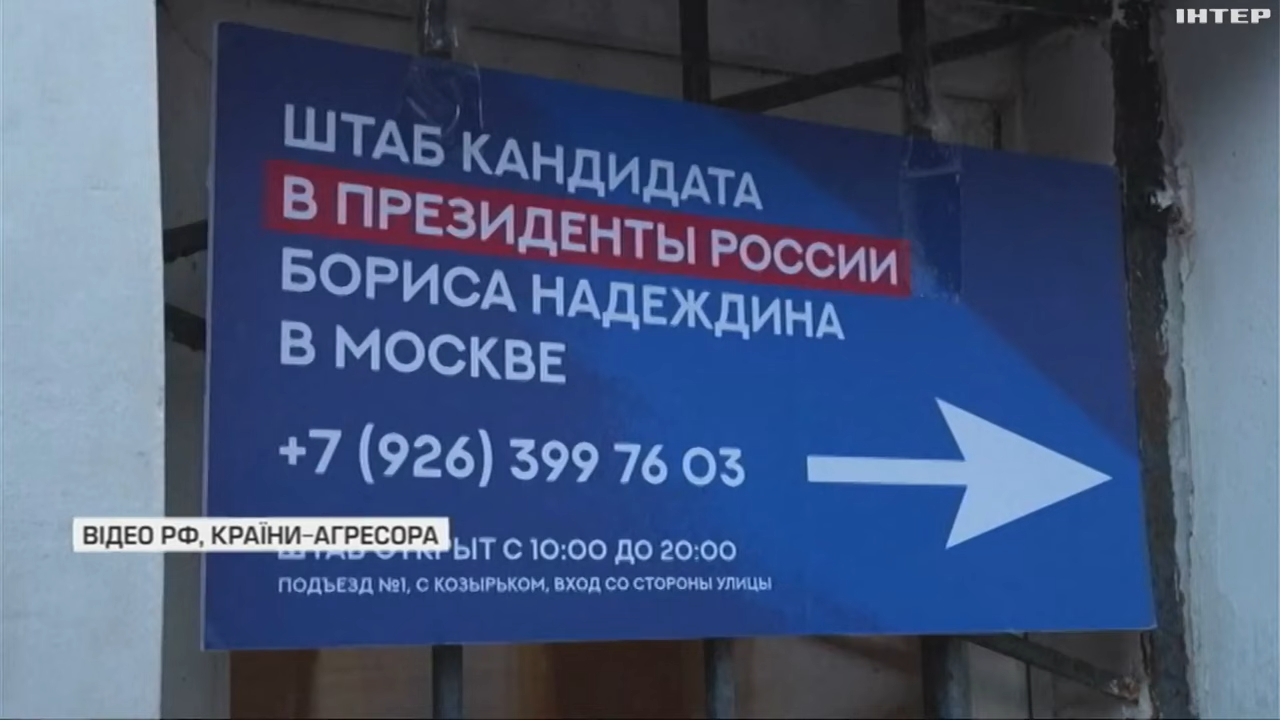 ІНТЕР
ШТАБ КАНДИДАТА
В ПРЕЗИДЕНТЫ РОССИИ
БОРИСА НАДЕЖДИНА
В МОСКВЕ
+7 (926) 399 76 03
ВІДЕО РФ, КРАЇНИ-АГРЕСОРА
ШТАБ ОТКРЫТ С 10:00 ДО 20:00
ПОДЪЕЗД №1, С КОЗЫРЬКОМ, ВХОД СО СТОРОНЫ УЛИЦЫ